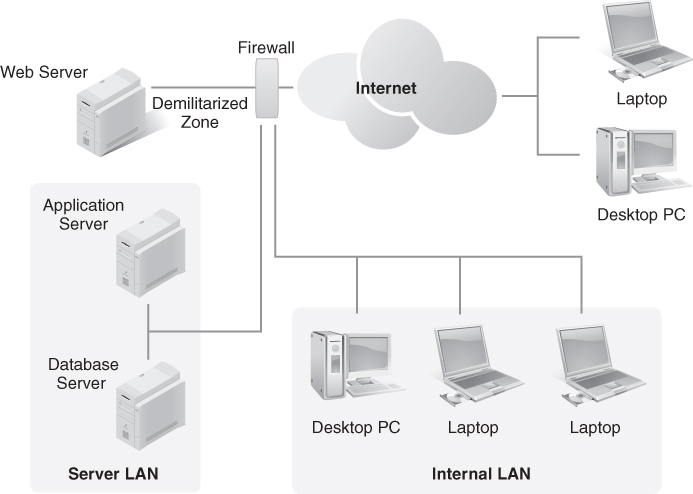 Firewall
Web Server
Demilitarized
Zone
Internet
Laptop
Desktop PC
Application
Server
Database
Server
Server LAN
Desktop PC
Laptop
Laptop
Internal LAN